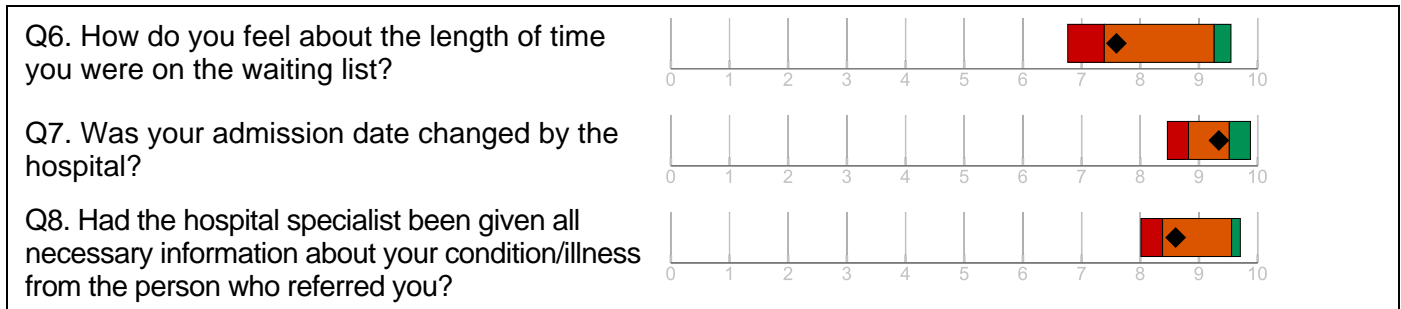 Q6. How do you feel about the length of time
you were on the waiting list?
0 1 2 3 4 5 6 7 8 9 10
Q7. Was your admission date changed by the
hospital?
0 1 2 3 4 5 6 7 8 9 10
Q8. Had the hospital specialist been given all
necessary information about your condition/illness
from the person who referred you?
0 1 2 3 4 5 6 7 8 9 10